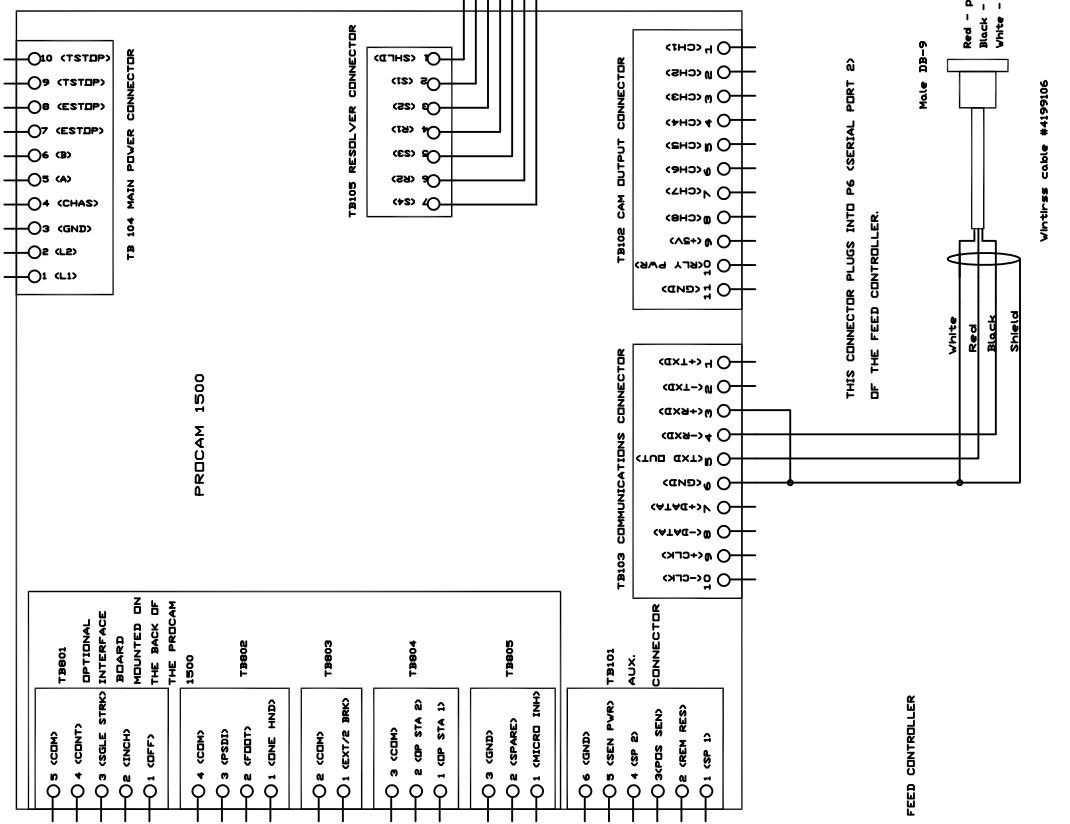 10 (TSTOP)
9 (TSTOP)
8 (ESTOP)
7 (ESTOP)
6 (B)
5 (A)
4 (CHAS)
3 (GND)
2 (L2)
1 (L1)
TB 104 MAIN POWER CONNECTOR
TB105 RESOLVER CONNECTOR
1 (SHLD)
2 (S1)
3 (S2)
4 (R1)
5 (S3)
6 (R2)
7 (S4)
TB102 CAM OUTPUT CONNECTOR
1 (CH1)
2 (CH2)
3 (CH3)
4 (CH4)
5 (CH5)
6 (CH6)
7 (CH7)
8 (CH8)
9 (+5V)
10 (RLY PWR)
11 (GND)
TB103 COMMUNICATIONS CONNECTOR
1 (+TXD)
2 (-TXD)
3 (+RXD)
4 (-RXD)
5 (TXD OUT)
6 (GND)
7 (+DATA)
8 (-DATA)
9 (+CLK)
10 (-CLK)
PROCAM 1500
THIS CONNECTOR PLUGS INTO P6 (SERIAL PORT 2)
OF THE FEED CONTROLLER.
Male DB-9
Red - p
Black -
White -
Wintriss cable #4199106
White
Red
Black
Shield
TB801
OPTIONAL
INTERFACE
BOARD
MOUNTED ON
THE BACK OF
THE PROCAM
1500
5 (COM)
4 (CONT)
3 (SGLE STRK)
2 (INCH)
1 (OFF)
TB802
4 (COM)
3 (PSDI)
2 (FOOT)
1 (ONE HND)
TB803
2 (COM)
1 (EXT/2 BRK)
TB804
3 (COM)
2 (OP STA 2)
1 (OP STA 1)
TB805
3 (GND)
2 (SPARE)
1 (MICRO INH)
TB101
AUX.
CONNECTOR
6 (GND)
5 (SEN PWR)
4 (SP 2)
3(POS SEN)
2 (REM RES)
1 (SP 1)
FEED CONTROLLER